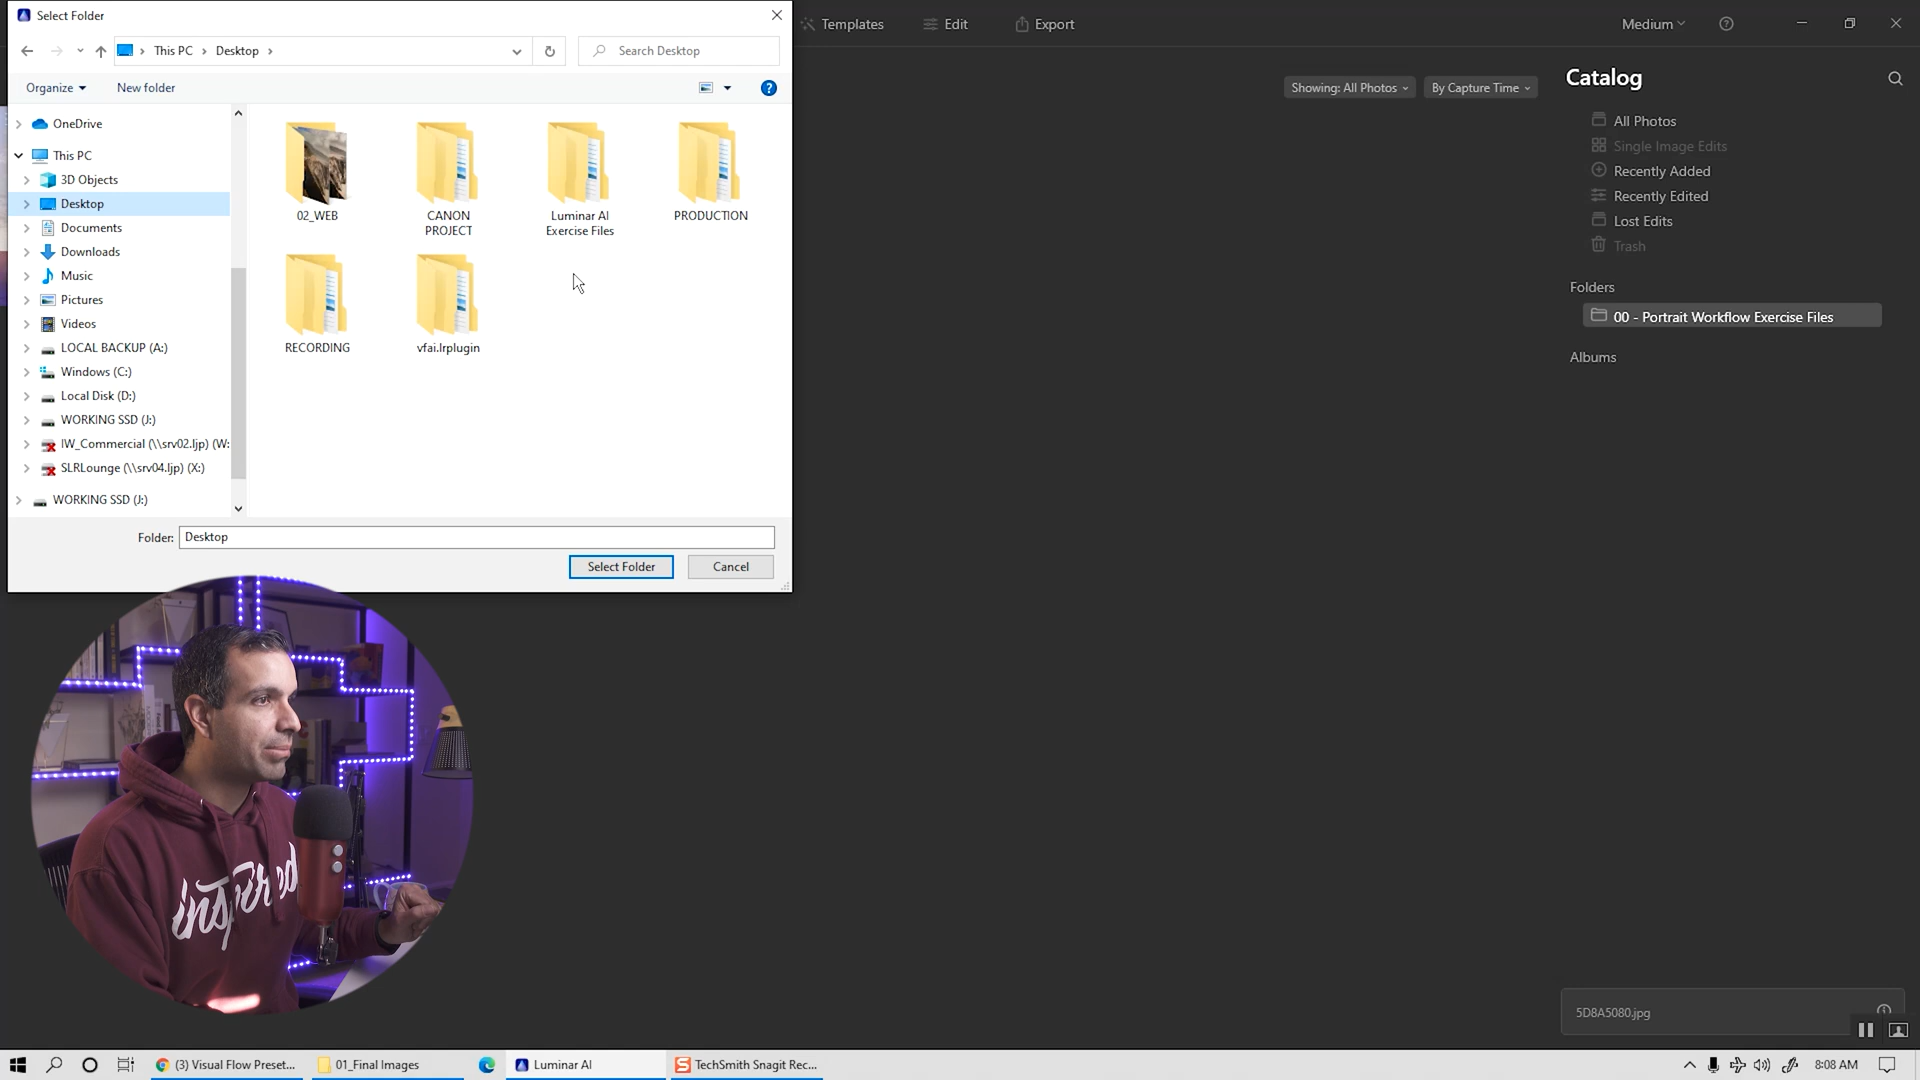 Select Folder
This PC
Desktop
Search Desktop
Organize
New folder
OneDrive
This PC
3D Objects
Desktop
Documents
Downloads
Music
Pictures
Videos
LOCAL BACKUP (A:)
Windows (C:)
Local Disk (D:)
WORKING SSD (J:)
IW_Commercial (\\srv02.ljp) (W:
SLRLounge (\\srv04.ljp) (X:)
WORKING SSD (J:)
02_WEB
CANON
PROJECT
Luminar AI
Exercise Files
PRODUCTION
RECORDING
vfai.lrplugin
Folder:
Desktop
Select Folder
Cancel
Templates
Edit
Export
Medium
Showing: All Photos
By Capture Time
Catalog
All Photos
Single Image Edits
Recently Added
Recently Edited
Lost Edits
Trash
Folders
00 - Portrait Workflow Exercise Files
Albums
5D8A5080.jpg
inspired
(3) Visual Flow Preset...
01_Final Images
Luminar AI
TechSmith Snagit Rec...
8:08 AM